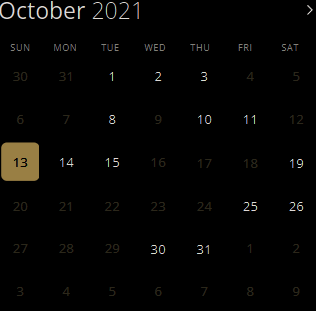 October 2021 >
SUN MON TUE WED THU FRI SAT
30 31 1 2 3 4 5
6 7 8 9 10 11 12
13 14 15 16 17 18 19
20 21 22 23 24 25 26
27 28 29 30 31 1 2
3 4 5 6 7 8 9